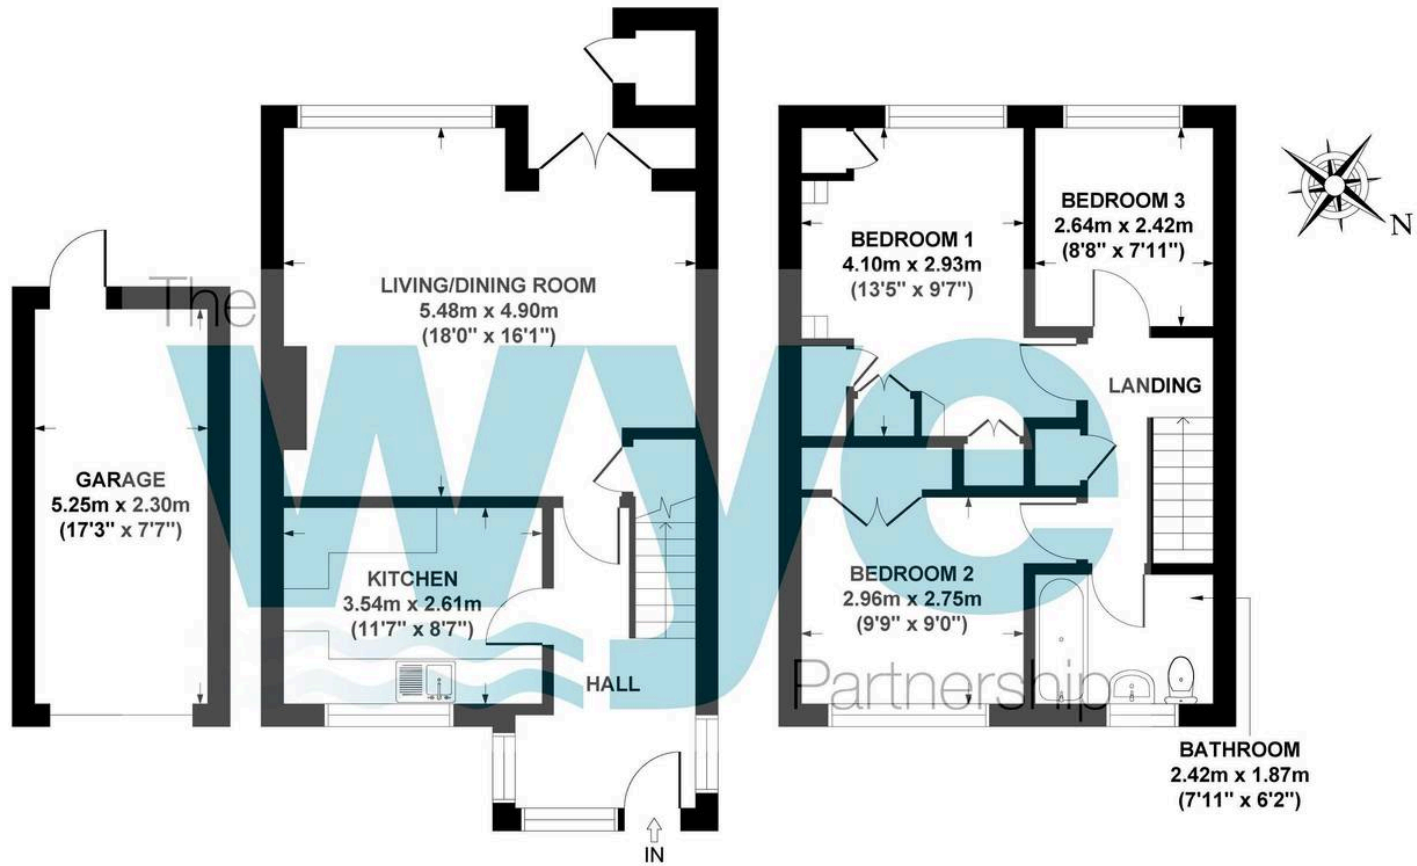 The
wye
Partnership
GARAGE
5.25m x 2.30m
(17'3" x 7'7")
LIVING/DINING ROOM
5.48m x 4.90m
(18'0" x 16'1")
KITCHEN
3.54m x 2.61m
(11'7" x 8'7")
HALL
IN
BEDROOM 1
4.10m x 2.93m
(13'5" x 9'7")
BEDROOM 3
2.64m x 2.42m
(8'8" x 7'11")
LANDING
BEDROOM 2
2.96m x 2.75m
(9'9" x 9'0")
BATHROOM
2.42m x 1.87m
(7'11" x 6'2")
N